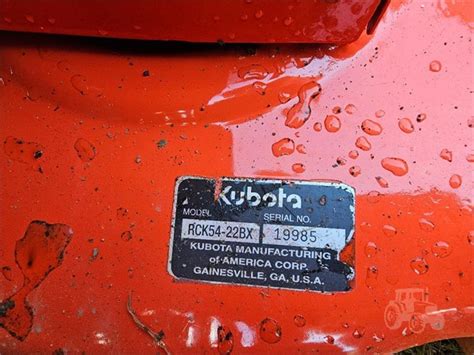 Kubota
MODEL SERIAL NO.
RCK54-22BX 19985
KUBOTA MANUFACTURING
of AMERICA CORP.
GAINESVILLE, GA. U.S.A.